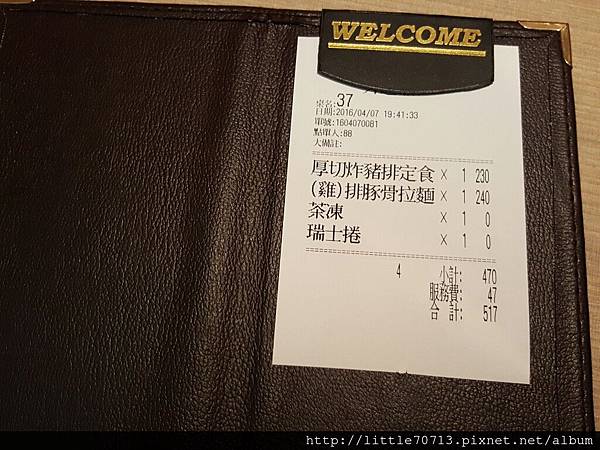 WELCOME
桌名:37
日期:2016/04/07 19:41:33
單號:1604070081
點單人:88
大備註:
厚切炸豬排定食 X 1 230
(雞)排豚骨拉麵 X 1 240
茶凍 X 1 0
瑞士捲 X 1 0
4 小計: 470
服務費: 47
合 計: 517
http://little70713.pixnet.net/album